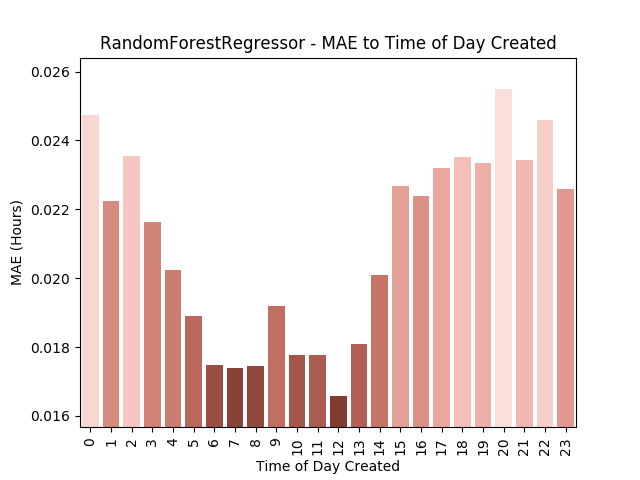 RandomForestRegressor - MAE to Time of Day Created
0.026
0.024
0.022
0.020
0.018
0.016
MAE (Hours)
0 1 2 3 4 5 6 7 8 9 10 11 12 13 14 15 16 17 18 19 20 21 22 23
Time of Day Created